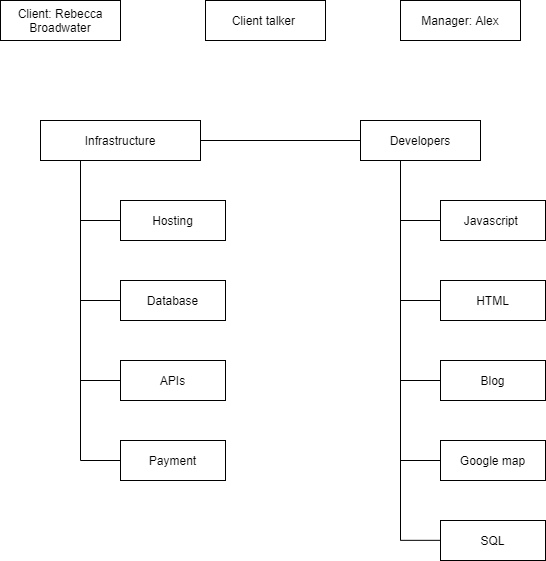 Client: Rebecca
Broadwater
Client talker
Manager: Alex
Infrastructure
Developers
Hosting
Javascript
Database
HTML
APIs
Blog
Payment
Google map
SQL